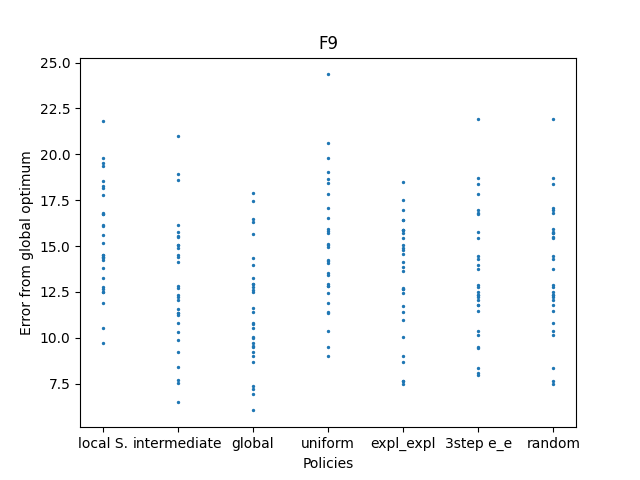 F9
25.0
22.5
20.0
17.5
15.0
12.5
10.0
7.5
Error from global optimum
local S. intermediate global uniform expl_expl 3step e_e random
Policies